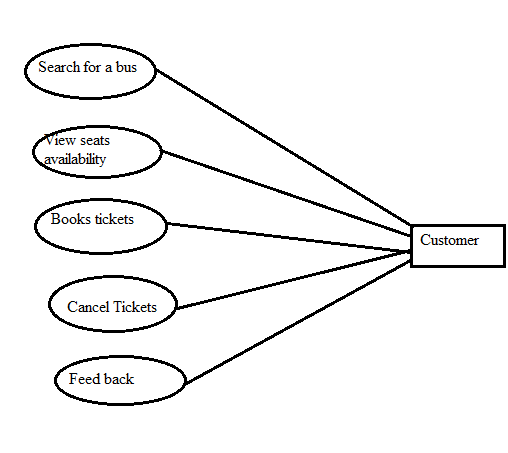 Search for a bus
View seats
availability
Books tickets
Customer
Cancel Tickets
Feed back